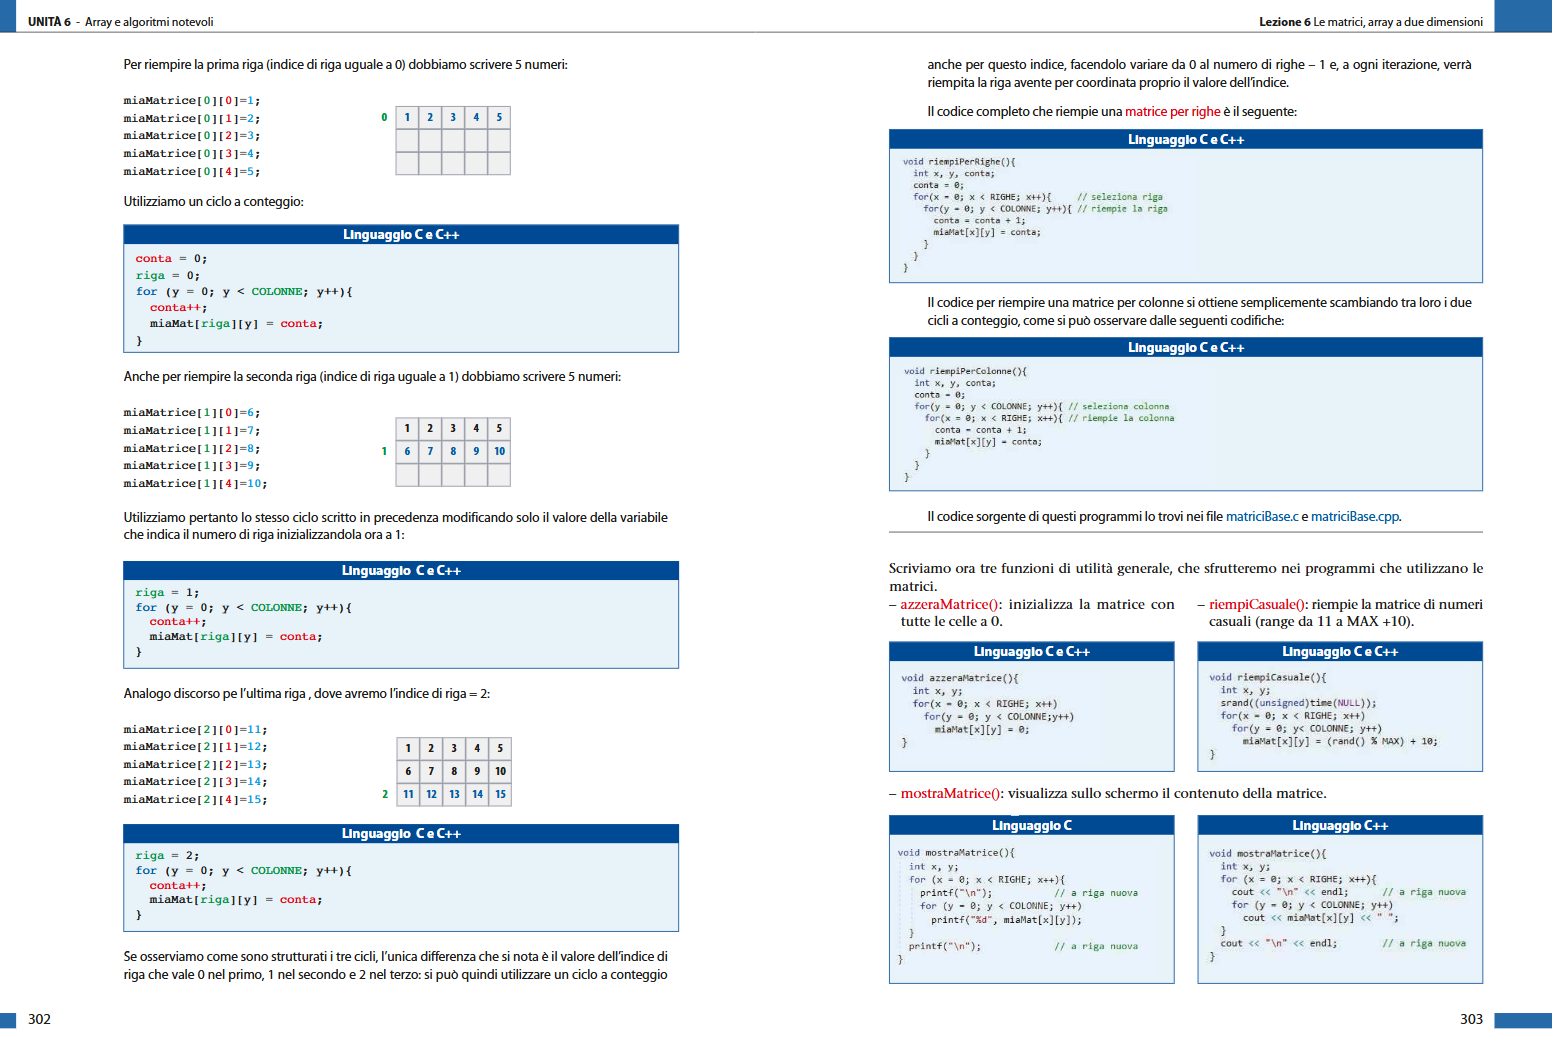 UNITÀ 6 - Array e algoritmi notevoli
Per riempire la prima riga (indice di riga uguale a 0) dobbiamo scrivere 5 numeri:
miaMatrice[0][0]=1;
miaMatrice[0][1]=2;
miaMatrice[0][2]=3;
miaMatrice[0][3]=4;
miaMatrice[0][4]=5;
0 1 2 3 4 5
Utilizziamo un ciclo a conteggio:
Linguaggio C e C++
conta = 0;
riga = 0;
for (y = 0; y < COLONNE; y++){
conta++;
miaMat[riga][y] = conta;
}
Anche per riempire la seconda riga (indice di riga uguale a 1) dobbiamo scrivere 5 numeri:
miaMatrice[1][0]=6;
miaMatrice[1][1]=7;
miaMatrice[1][2]=8;
miaMatrice[1][3]=9;
miaMatrice[1][4]=10;
1 2 3 4 5
1 6 7 8 9 10
Utilizziamo pertanto lo stesso ciclo scritto in precedenza modificando solo il valore della variabile
che indica il numero di riga inizializzandola ora a 1:
Linguaggio C e C++
riga = 1;
for (y = 0; y < COLONNE; y++){
conta++;
miaMat[riga][y] = conta;
}
Analogo discorso pe l'ultima riga , dove avremo l'indice di riga = 2:
miaMatrice[2][0]=11;
miaMatrice[2][1]=12;
miaMatrice[2][2]=13;
miaMatrice[2][3]=14;
miaMatrice[2][4]=15;
1 2 3 4 5
6 7 8 9 10
2 11 12 13 14 15
Linguaggio C e C++
riga = 2;
for (y = 0; y < COLONNE; y++){
conta++;
miaMat[riga][y] = conta;
}
Se osserviamo come sono strutturati i tre cicli, l'unica differenza che si nota è il valore dell'indice di
riga che vale 0 nel primo, 1 nel secondo e 2 nel terzo: si può quindi utilizzare un ciclo a conteggio
302
Lezione 6 Le matrici, array a due dimensioni
anche per questo indice, facendolo variare da 0 al numero di righe – 1 e, a ogni iterazione, verrà
riempita la riga avente per coordinata proprio il valore dell'indice.
Il codice completo che riempie una matrice per righe è il seguente:
Linguaggio C e C++
void riempiPerRighe(){
int x, y, conta;
conta = 0;
for(x = 0; x < RIGHE; x++){ // seleziona riga
for(y = 0; y < COLONNE; y++){ // riempie la riga
conta = conta + 1;
miaMat[x][y] = conta;
}
}
}
Il codice per riempire una matrice per colonne si ottiene semplicemente scambiando tra loro i due
cicli a conteggio, come si può osservare dalle seguenti codifiche:
Linguaggio C e C++
void riempiPerColonne(){
int x, y, conta;
conta = 0;
for(y = 0; y < COLONNE; y++){ // seleziona colonna
for(x = 0; x < RIGHE; x++){ // riempie la colonna
conta = conta + 1;
miaMat[x][y] = conta;
}
}
}
Il codice sorgente di questi programmi lo trovi nei file matriciBase.c e matriciBase.cpp.
Scriviamo ora tre funzioni di utilità generale, che sfrutteremo nei programmi che utilizzano le
matrici.
– azzeraMatrice(): inizializza la matrice con
tutte le celle a 0.
Linguaggio C e C++
void azzeraMatrice(){
int x, y;
for(x = 0; x < RIGHE; x++)
for(y = 0; y < COLONNE;y++)
miaMat[x][y] = 0;
}
– riempiCasuale(): riempie la matrice di numeri
casuali (range da 11 a MAX +10).
Linguaggio C e C++
void riempiCasuale(){
int x, y;
srand((unsigned)time(NULL));
for(x = 0; x < RIGHE; x++)
for(y = 0; y< COLONNE; y++)
miaMat[x][y] = (rand() % MAX) + 10;
}
– mostraMatrice(): visualizza sullo schermo il contenuto della matrice.
Linguaggio C
void mostraMatrice(){
int x, y;
for (x = 0; x < RIGHE; x++){
printf("\n"); // a riga nuova
for (y = 0; y < COLONNE; y++)
printf("%d", miaMat[x][y]);
}
printf("\n"); // a riga nuova
}
Linguaggio C++
void mostraMatrice(){
int x, y;
for (x = 0; x < RIGHE; x++){
cout << "\n" << endl; // a riga nuova
for (y = 0; y < COLONNE; y++)
cout << miaMat[x][y] << " ";
}
cout << "\n" << endl; // a riga nuova
}
303